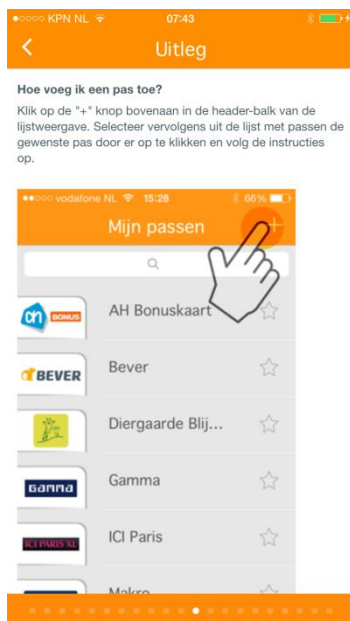 KPN NL 07:43
Uitleg
Hoe voeg ik een pas toe?
Klik op de "+" knop bovenaan in de header-balk van de
lijstweergave. Selecteer vervolgens uit de lijst met passen de
gewenste pas door er op te klikken en volg de instructies
op.
vodafone NL 15:28 66%
Mijn passen +
ah BONUS AH Bonuskaart
BEVER Bever
Diergaarde Blij...
GAMMA Gamma
ICI PARIS XL ICI Paris
Makro